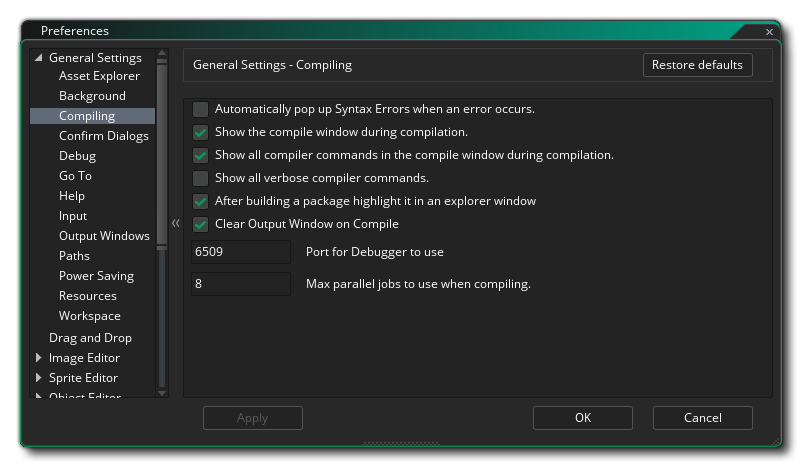 Preferences
General Settings
Asset Explorer
Background
Compiling
Confirm Dialogs
Debug
Go To
Help
Input
Output Windows
Paths
Power Saving
Resources
Workspace
Drag and Drop
Image Editor
Sprite Editor
Object Editor
General Settings - Compiling
Restore defaults
Automatically pop up Syntax Errors when an error occurs.
Show the compile window during compilation.
Show all compiler commands in the compile window during compilation.
Show all verbose compiler commands.
After building a package highlight it in an explorer window
Clear Output Window on Compile
6509 Port for Debugger to use
8 Max parallel jobs to use when compiling.
Apply
OK
Cancel